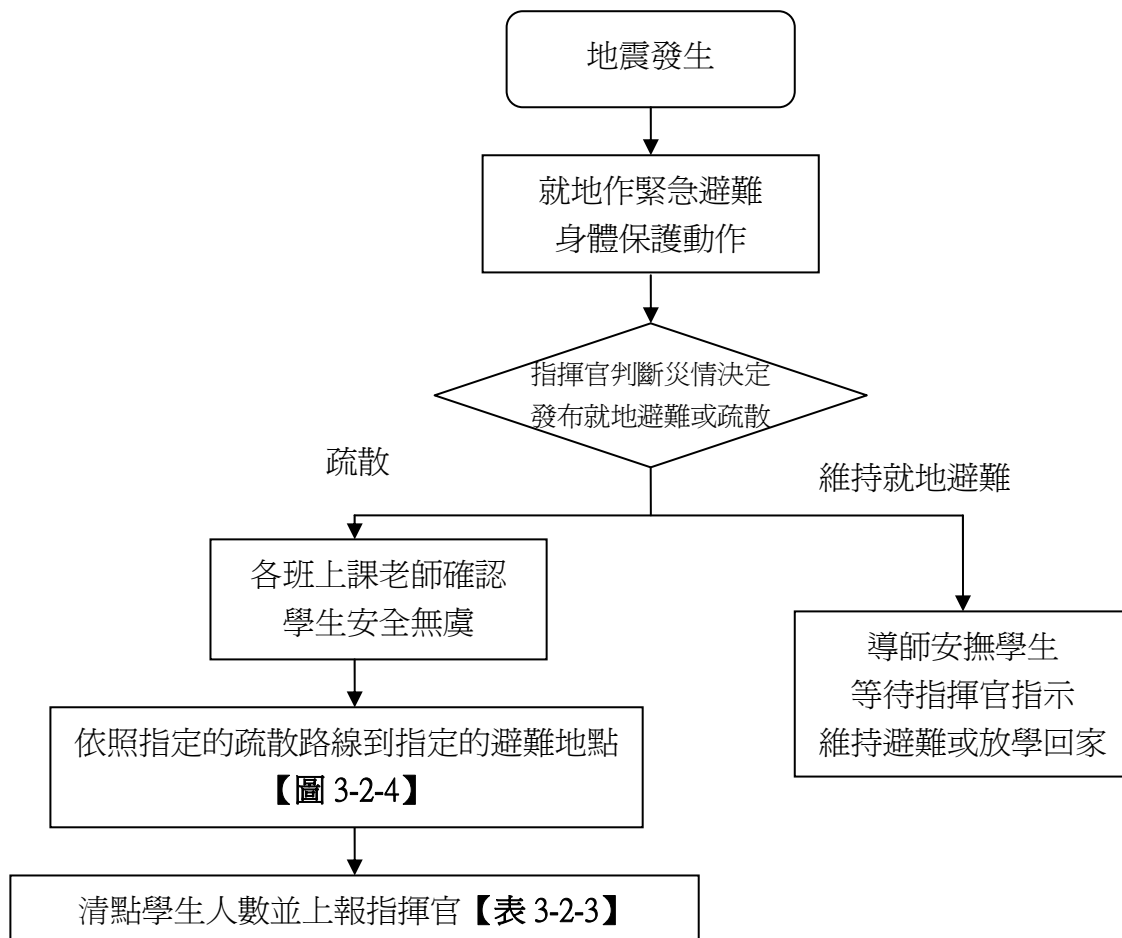 地震發生
就地作緊急避難
身體保護動作
指揮官判斷災情決定
發布就地避難或疏散
疏散
維持就地避難
各班上課老師確認
學生安全無虞
導師安撫學生
等待指揮官指示
維持避難或放學回家
依照指定的疏散路線到指定的避難地點
【圖 3-2-4】
清點學生人數並上報指揮官【表 3-2-3】